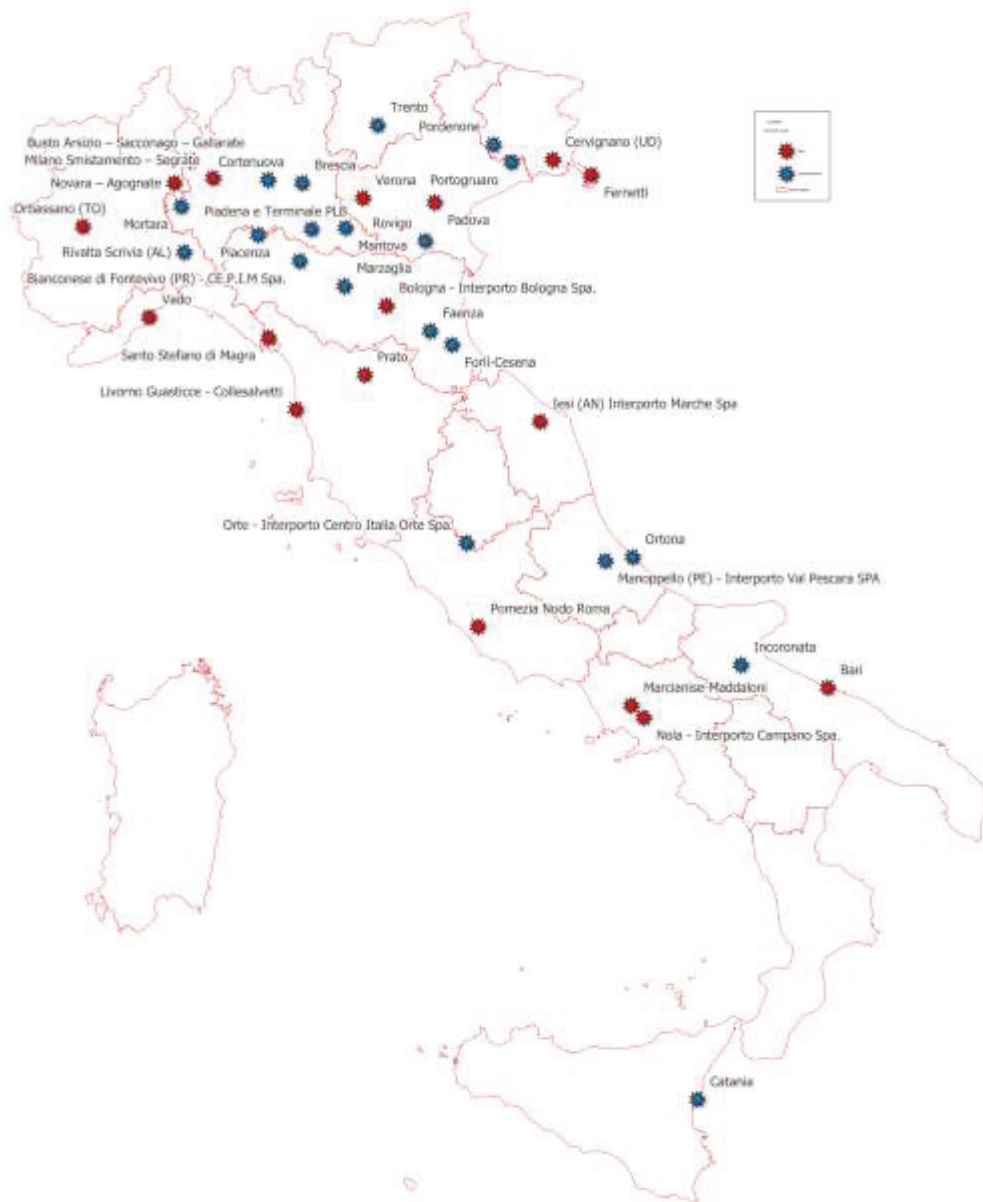 Trento
Pordenone
Busto Arsizio – Sacconago – Gallarate
Cervignano (UD)
Milano Smistamento – Segrate
Cortenuova
Brescia
Novara – Agognate
Verona
Portogruaro
Fernetti
Orbassano (TO)
Padova
Mortara
Piadena e Terminale PLB
Rovigo
Rivalta Scrivia (AL)
Piacenza
Mantova
Marzaglia
Bianconese di Fontevivo (PR) - CE.P.I.M Spa.
Bologna - Interporto Bologna Spa.
Vado
Faenza
Santo Stefano di Magra
Prato
Forlì-Cesena
Livorno Guasticce - Collesalvetti
Iesi (AN) Interporto Marche Spa
Orte - Interporto Centro Italia Orte Spa.
Ortona
Manoppello (PE) - Interporto Val Pescara SPA
Pomezia Nodo Roma
Incoronata
Bari
Marcianise-Maddaloni
Nola - Interporto Campano Spa.
Catania